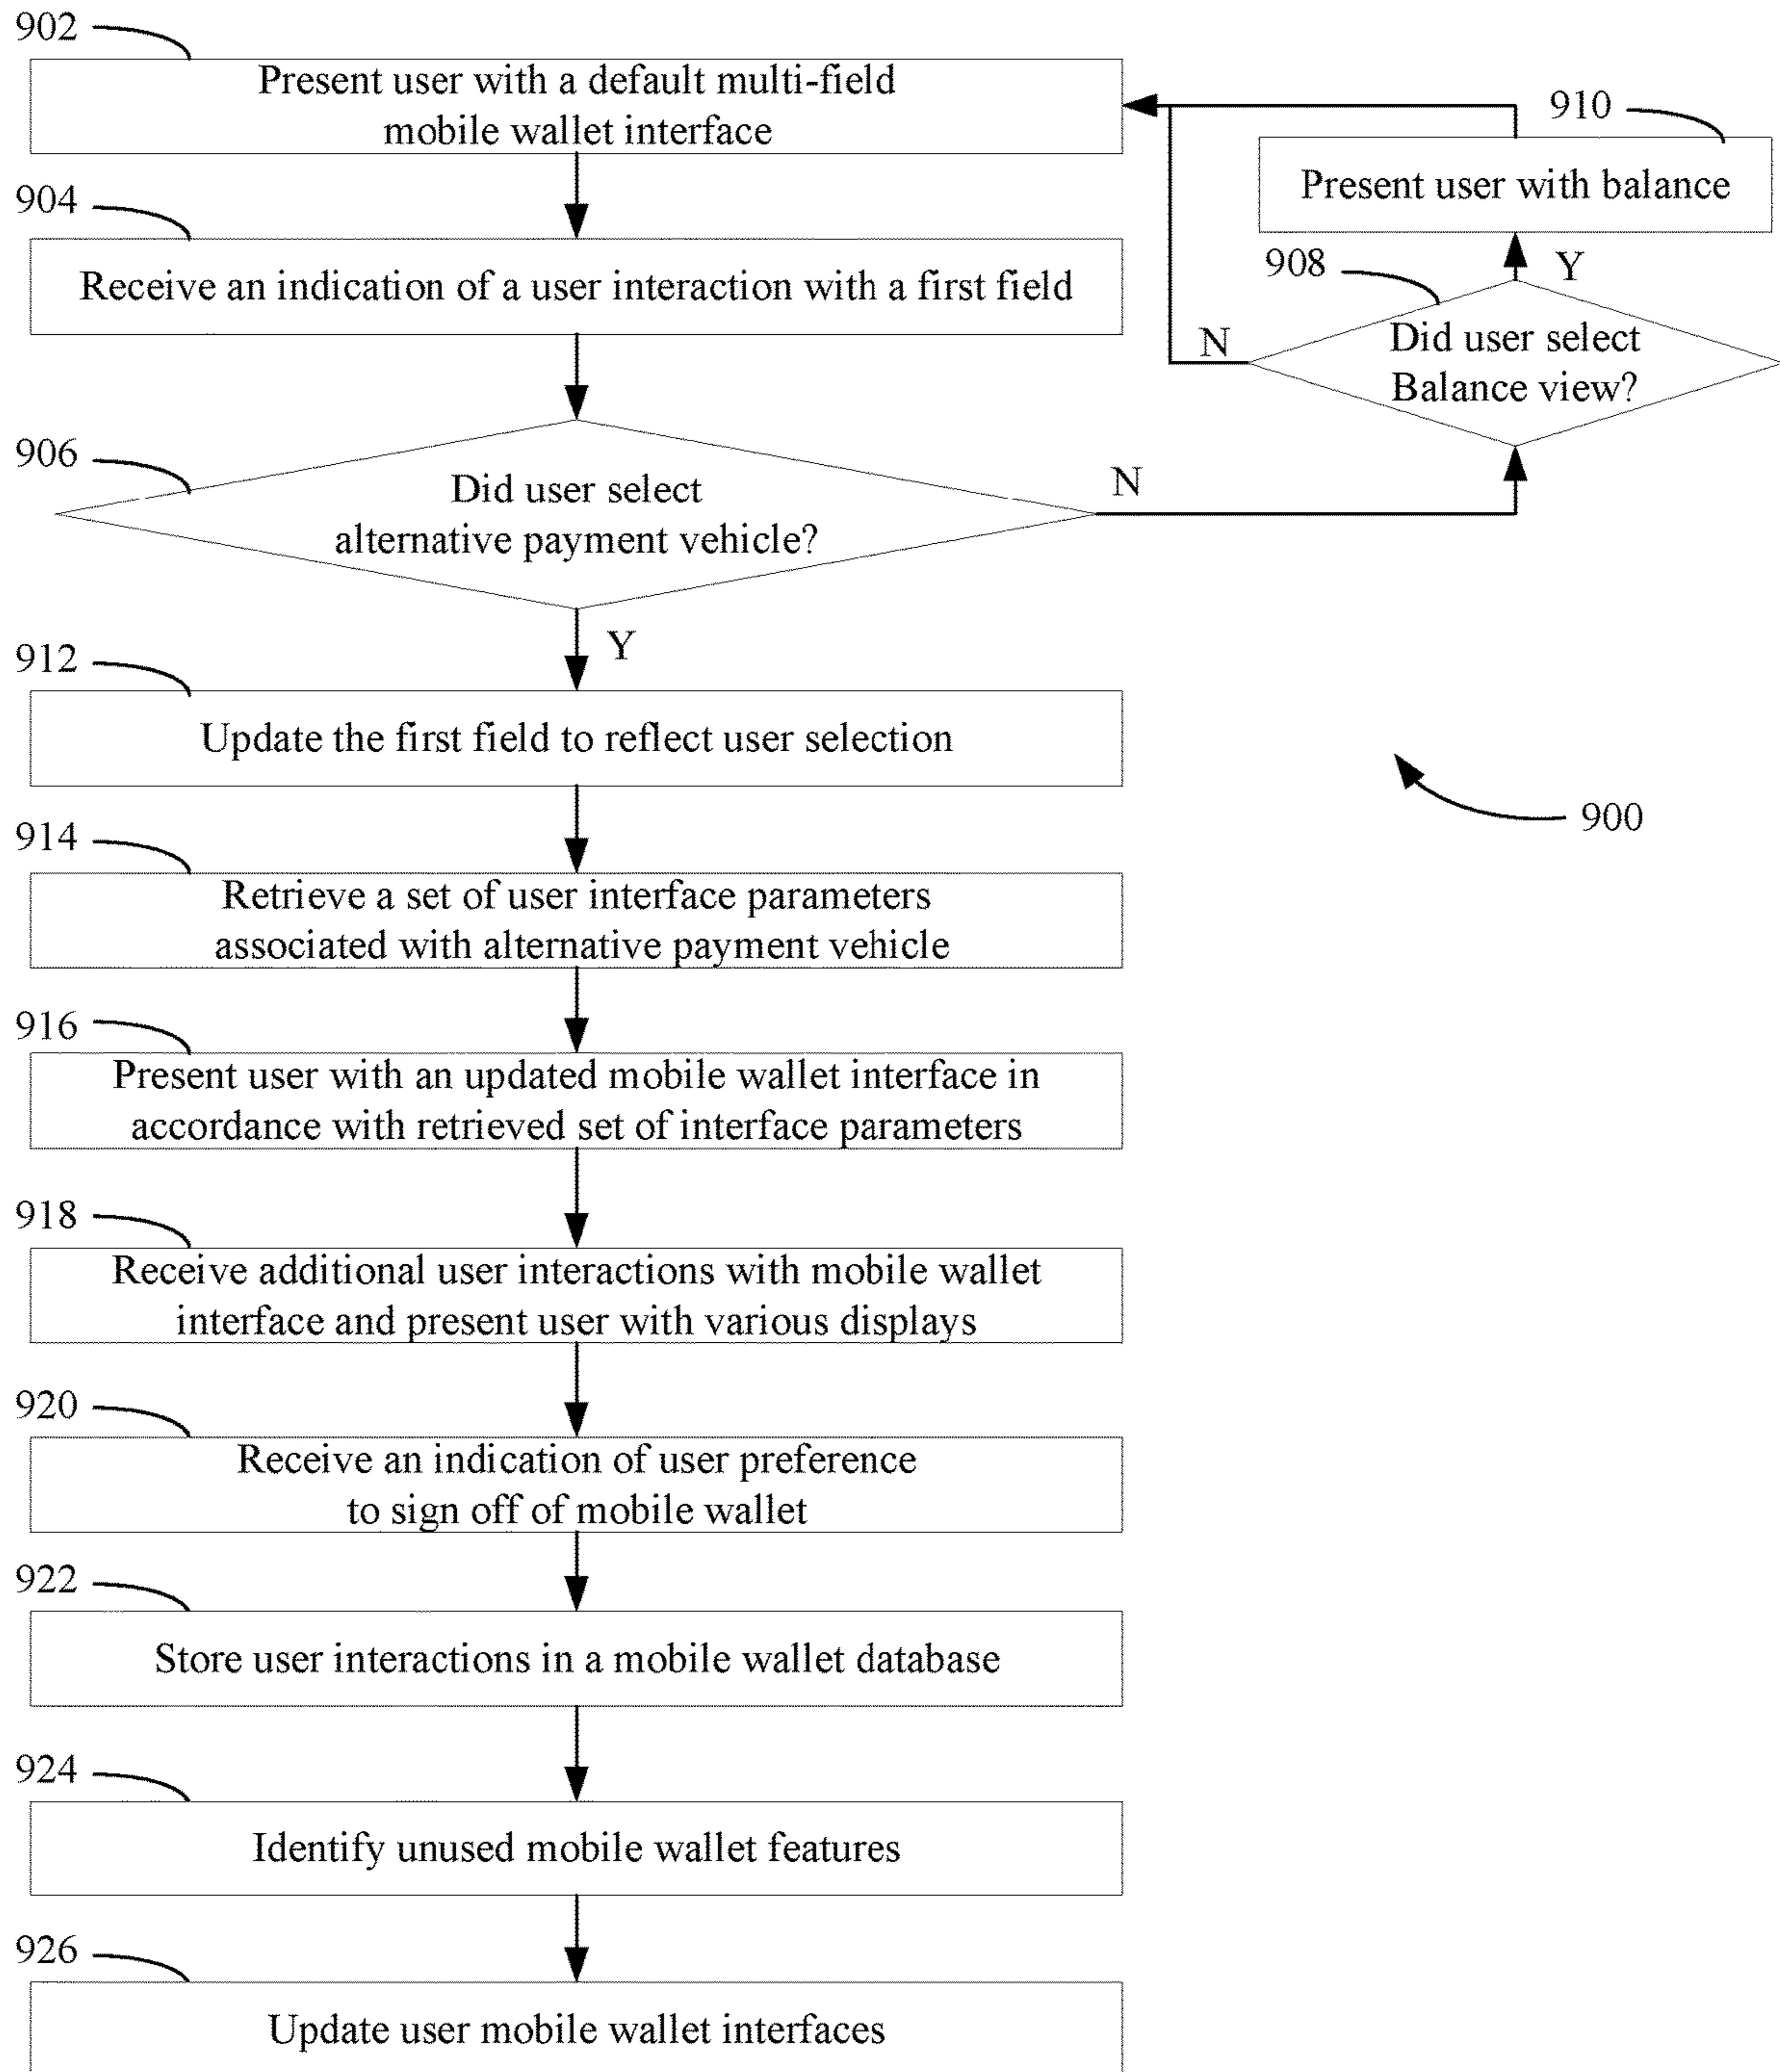 902
Present user with a default multi-field
mobile wallet interface
910
Present user with balance
904
Receive an indication of a user interaction with a first field
908
Y
N
Did user select
Balance view?
906
Did user select
alternative payment vehicle?
N
Y
912
Update the first field to reflect user selection
900
914
Retrieve a set of user interface parameters
associated with alternative payment vehicle
916
Present user with an updated mobile wallet interface in
accordance with retrieved set of interface parameters
918
Receive additional user interactions with mobile wallet
interface and present user with various displays
920
Receive an indication of user preference
to sign off of mobile wallet
922
Store user interactions in a mobile wallet database
924
Identify unused mobile wallet features
926
Update user mobile wallet interfaces